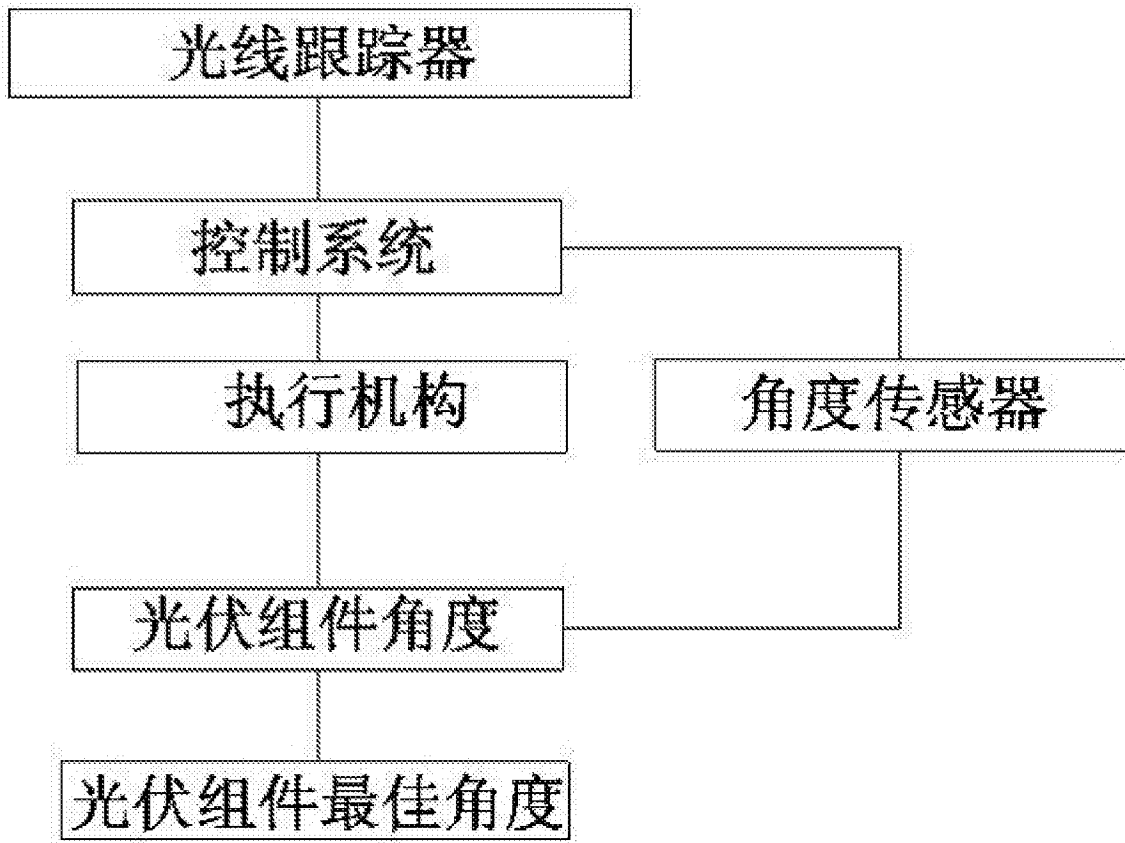 光线跟踪器
控制系统
执行机构
角度传感器
光伏组件角度
光伏组件最佳角度